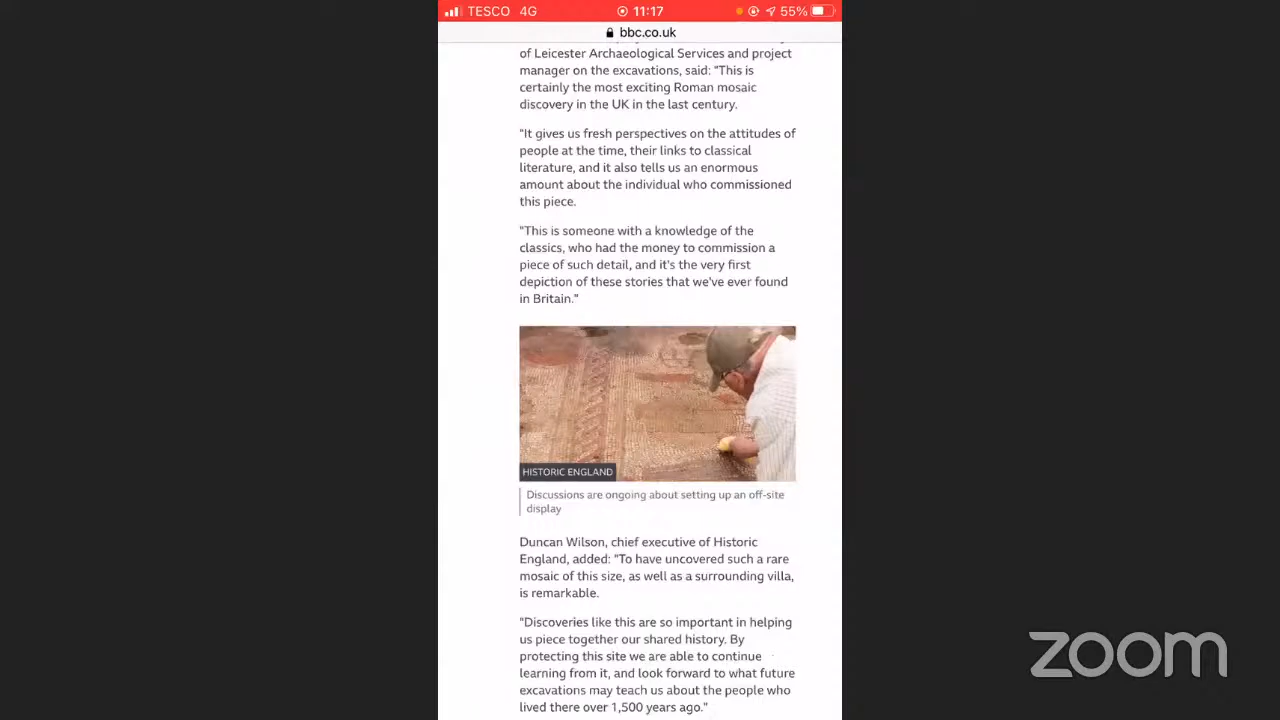 TESCO 4G 11:17 55%
bbc.co.uk
of Leicester Archaeological Services and project
manager on the excavations, said: "This is
certainly the most exciting Roman mosaic
discovery in the UK in the last century.
"It gives us fresh perspectives on the attitudes of
people at the time, their links to classical
literature, and it also tells us an enormous
amount about the individual who commissioned
this piece.
"This is someone with a knowledge of the
classics, who had the money to commission a
piece of such detail, and it's the very first
depiction of these stories that we've ever found
in Britain."
HISTORIC ENGLAND
Discussions are ongoing about setting up an off-site
display
Duncan Wilson, chief executive of Historic
England, added: "To have uncovered such a rare
mosaic of this size, as well as a surrounding villa,
is remarkable.
"Discoveries like this are so important in helping
us piece together our shared history. By
protecting this site we are able to continue
learning from it, and look forward to what future
excavations may teach us about the people who
lived there over 1,500 years ago."
zoom